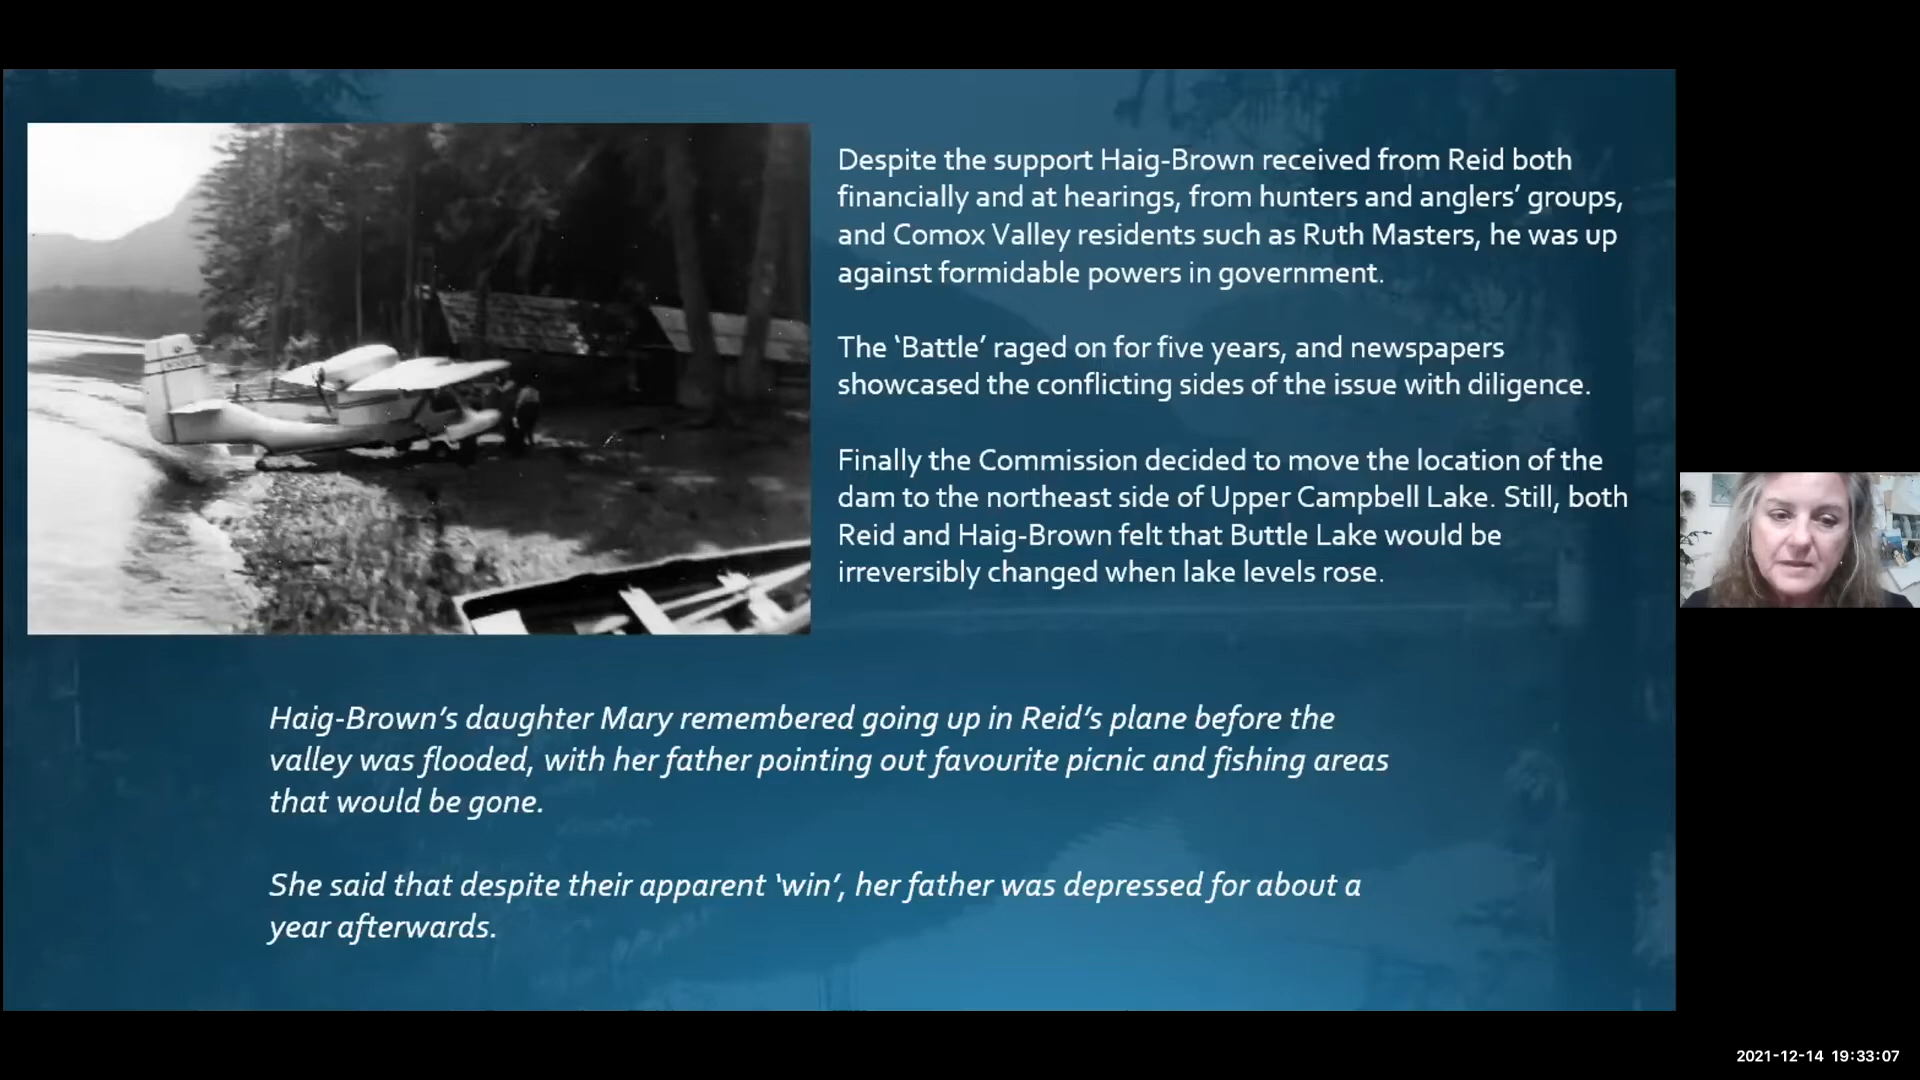 Despite the support Haig-Brown received from Reid both
financially and at hearings, from hunters and anglers’ groups,
and Comox Valley residents such as Ruth Masters, he was up
against formidable powers in government.
The ‘Battle’ raged on for five years, and newspapers
showcased the conflicting sides of the issue with diligence.
Finally the Commission decided to move the location of the
dam to the northeast side of Upper Campbell Lake. Still, both
Reid and Haig-Brown felt that Buttle Lake would be
irreversibly changed when lake levels rose.
Haig-Brown’s daughter Mary remembered going up in Reid’s plane before the
valley was flooded, with her father pointing out favourite picnic and fishing areas
that would be gone.
She said that despite their apparent ‘win’, her father was depressed for about a
year afterwards.
2021-12-14 19:33:07